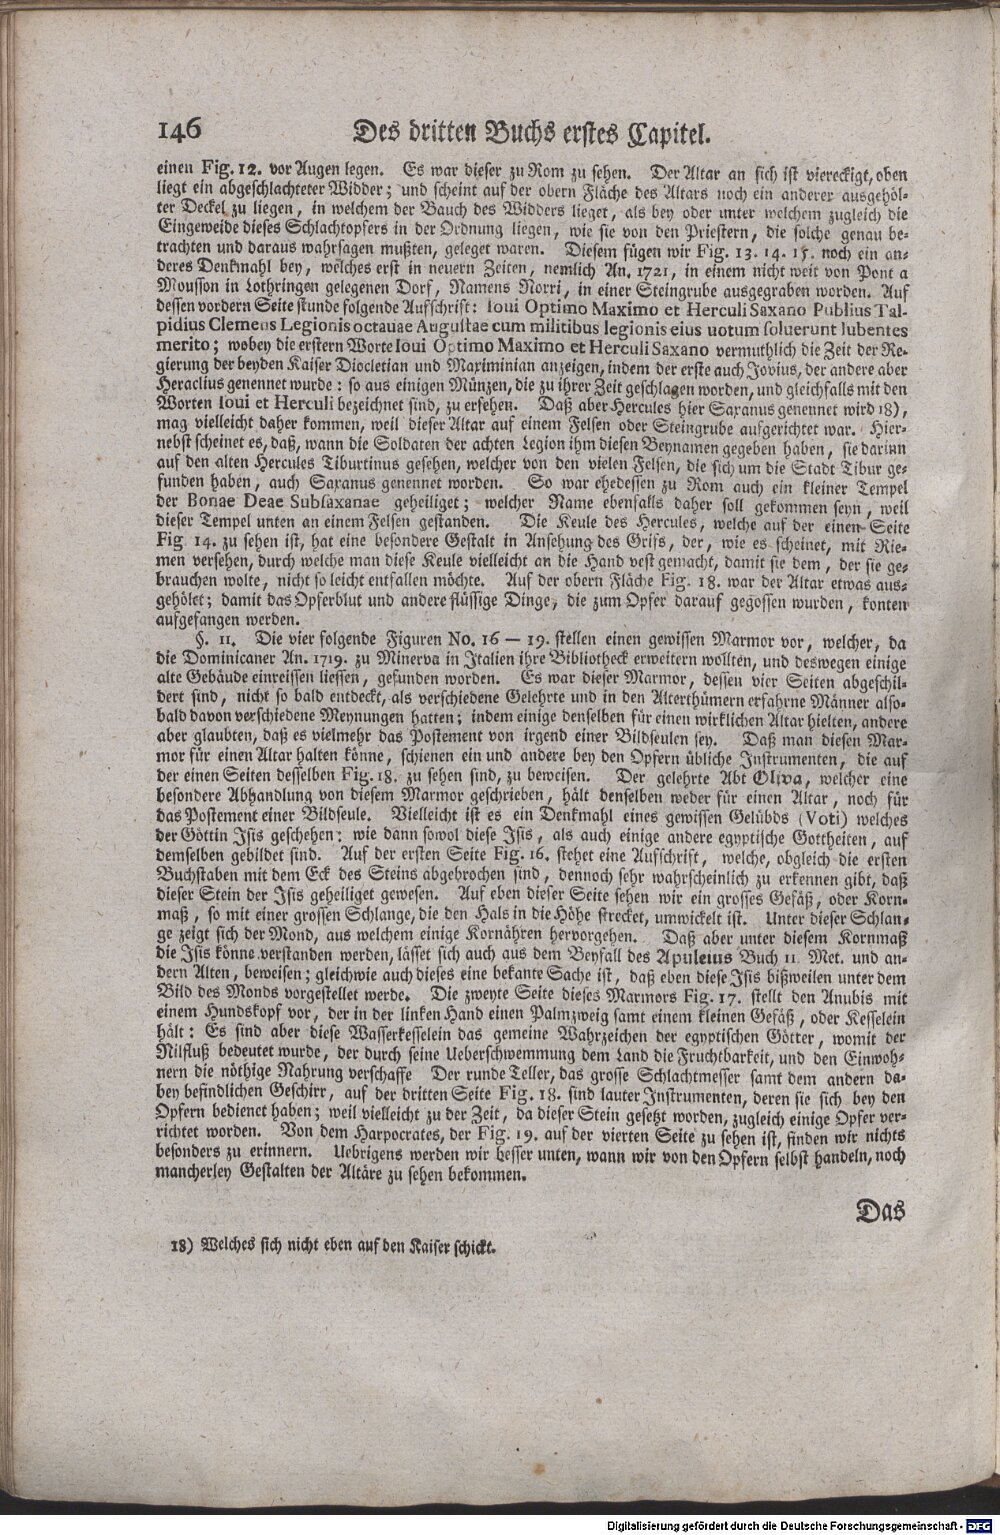 146 Des dritten Buchs erstes Capitel.
einen Fig. 12. vor Augen legen. Es war dieser zu Rom zu sehen. Der Altar an sich ist viereckigt, oben
liegt ein abgeschlachteter Widder; und scheint auf der obern Fläche des Altars noch ein anderer ausgehöl-
ter Deckel zu liegen, in welchem der Bauch des Widders lieget, als bey oder unter welchem zugleich die
Eingeweide dieses Schlachtopfers in der Ordnung liegen, wie sie von den Priestern, die solche genau be-
trachten und daraus wahrsagen mußten, geleget waren. Diesem fügen wir Fig. 13. 14. 15. noch ein an-
deres Denkmahl bey, welches erst in neuern Zeiten, nemlich An. 1721, in einem nicht weit von Pont a
Mousson in Lothringen gelegenen Dorf, Namens Norri, in einer Steingrube ausgegraben worden. Auf
dessen vordern Seite stunde folgende Aufschrift: Ioui Optimo Maximo et Herculi Saxano Publius Tal-
pidius Clemens Legionis octauae Augustae cum militibus legionis eius uotum soluerunt lubentes
merito; wobey die erstern Worte Ioui Optimo Maximo et Herculi Saxano vermuthlich die Zeit der Re-
gierung der beyden Kaiser Diocletian und Maximinian anzeigen, indem der erste auch Jovius, der andere aber
Heraclius genennet wurde: so aus einigen Münzen, die zu ihrer Zeit geschlagen worden, und gleichfalls mit den
Worten Ioui et Herculi bezeichnet sind, zu ersehen. Daß aber Hercules hier Saxanus genennet wird 18),
mag vielleicht daher kommen, weil dieser Altar auf einem Felsen oder Steingrube aufgerichtet war. Hier-
nebst scheinet es, daß, wann die Soldaten der achten Legion ihm diesen Beynamen gegeben haben, sie darinn
auf den alten Hercules Tiburtinus gesehen, welcher von den vielen Felsen, die sich um die Stadt Tibur ge-
funden haben, auch Saxanus genennet worden. So war ehedessen zu Rom auch ein kleiner Tempel
der Bonae Deae Subsaxanae geheiliget; welcher Name ebenfalls daher soll gekommen seyn, weil
dieser Tempel unten an einem Felsen gestanden. Die Keule des Hercules, welche auf der einen Seite
Fig. 14. zu sehen ist, hat eine besondere Gestalt in Ansehung des Grifs, der, wie es scheinet, mit Rie-
men versehen, durch welche man diese Keule vielleicht an die Hand vest gemacht, damit sie dem, der sie ge-
brauchen wolte, nicht so leicht entfallen möchte. Auf der obern Fläche Fig. 18. war der Altar etwas aus-
gehölet; damit das Opferblut und andere flüssige Dinge, die zum Opfer darauf gegossen wurden, konten
aufgefangen werden.
§. 11. Die vier folgende Figuren No. 16 — 19. stellen einen gewissen Marmor vor, welcher, da
die Dominicaner An. 1719. zu Minerva in Italien ihre Bibliotheck erweitern wollten, und deswegen einige
alte Gebäude einreissen liessen, gefunden worden. Es war dieser Marmor, dessen vier Seiten abgeschil-
dert sind, nicht so bald entdeckt, als verschiedene Gelehrte und in den Alterthümern erfahrne Männer also-
bald davon verschiedene Meynungen hatten; indem einige denselben für einen wirklichen Altar hielten, andere
aber glaubten, daß es vielmehr das Postement von irgend einer Bildseulen sey. Daß man diesen Mar-
mor für einen Altar halten könne, schienen ein und andere bey den Opfern übliche Instrumenten, die auf
der einen Seiten desselben Fig. 18. zu sehen sind, zu beweisen. Der gelehrte Abt Oliva, welcher eine
besondere Abhandlung von diesem Marmor geschrieben, hält denselben weder für einen Altar, noch für
das Postement einer Bildseule. Vielleicht ist es ein Denkmahl eines gewissen Gelübds (Voti) welches
der Göttin Isis geschehen; wie dann sowol diese Isis, als auch einige andere egyptische Gottheiten, auf
demselben gebildet sind. Auf der ersten Seite Fig. 16. stehet eine Aufschrift, welche, obgleich die ersten
Buchstaben mit dem Eck des Steins abgebrochen sind, dennoch sehr wahrscheinlich zu erkennen gibt, daß
dieser Stein der Isis geheiliget gewesen. Auf eben dieser Seite sehen wir ein grosses Gefäß, oder Korn-
maß, so mit einer grossen Schlange, die den Hals in die Höhe strecket, umwickelt ist. Unter dieser Schlan-
ge zeigt sich der Mond, aus welchem einige Kornähren hervorgehen. Daß aber unter diesem Kornmaß
die Isis könne verstanden werden, lässet sich auch aus dem Beyfall des Apuleius Buch 11 Met. und an-
dern Alten, beweisen; gleichwie auch dieses eine bekante Sache ist, daß eben diese Isis bißweilen unter dem
Bild des Monds vorgestellet werde. Die zweyte Seite dieses Marmors Fig. 17. stellt den Anubis mit
einem Hundskopf vor, der in der linken Hand einen Palmzweig samt einem kleinen Gefäß, oder Kesselein
hält: Es sind aber diese Wasserkesselein das gemeine Wahrzeichen der egyptischen Götter, womit der
Nilfluß bedeutet wurde, der durch seine Ueberschwemmung dem Land die Fruchtbarkeit, und den Einwoh-
nern die nöthige Nahrung verschaffe Der runde Teller, das grosse Schlachtmesser samt dem andern da-
bey befindlichen Geschirr, auf der dritten Seite Fig. 18. sind lauter Instrumenten, deren sie sich bey den
Opfern bedienet haben; weil vielleicht zu der Zeit, da dieser Stein gesetzt worden, zugleich einige Opfer ver-
richtet worden. Von dem Harpocrates, der Fig. 19. auf der vierten Seite zu sehen ist, finden wir nichts
besonders zu erinnern. Uebrigens werden wir besser unten, wann wir von den Opfern selbst handeln, noch
mancherley Gestalten der Altäre zu sehen bekommen.
Das
18) Welches sich nicht eben auf den Kaiser schickt.
Digitalisierung gefördert durch die Deutsche Forschungsgemeinschaft - DFG